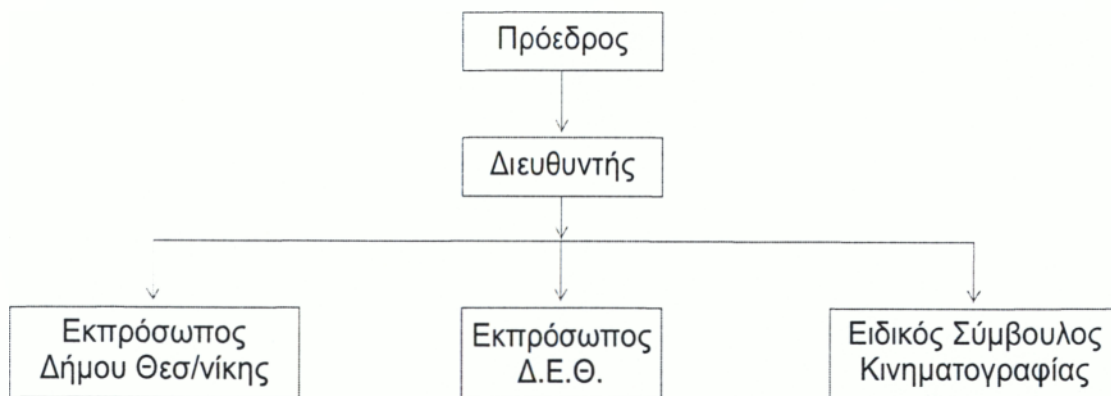 Πρόεδρος
Διευθυντής
Εκπρόσωπος
Δήμου Θεσ/νίκης
Εκπρόσωπος
Δ.Ε.Θ.
Ειδικός Σύμβουλος
Κινηματογραφίας